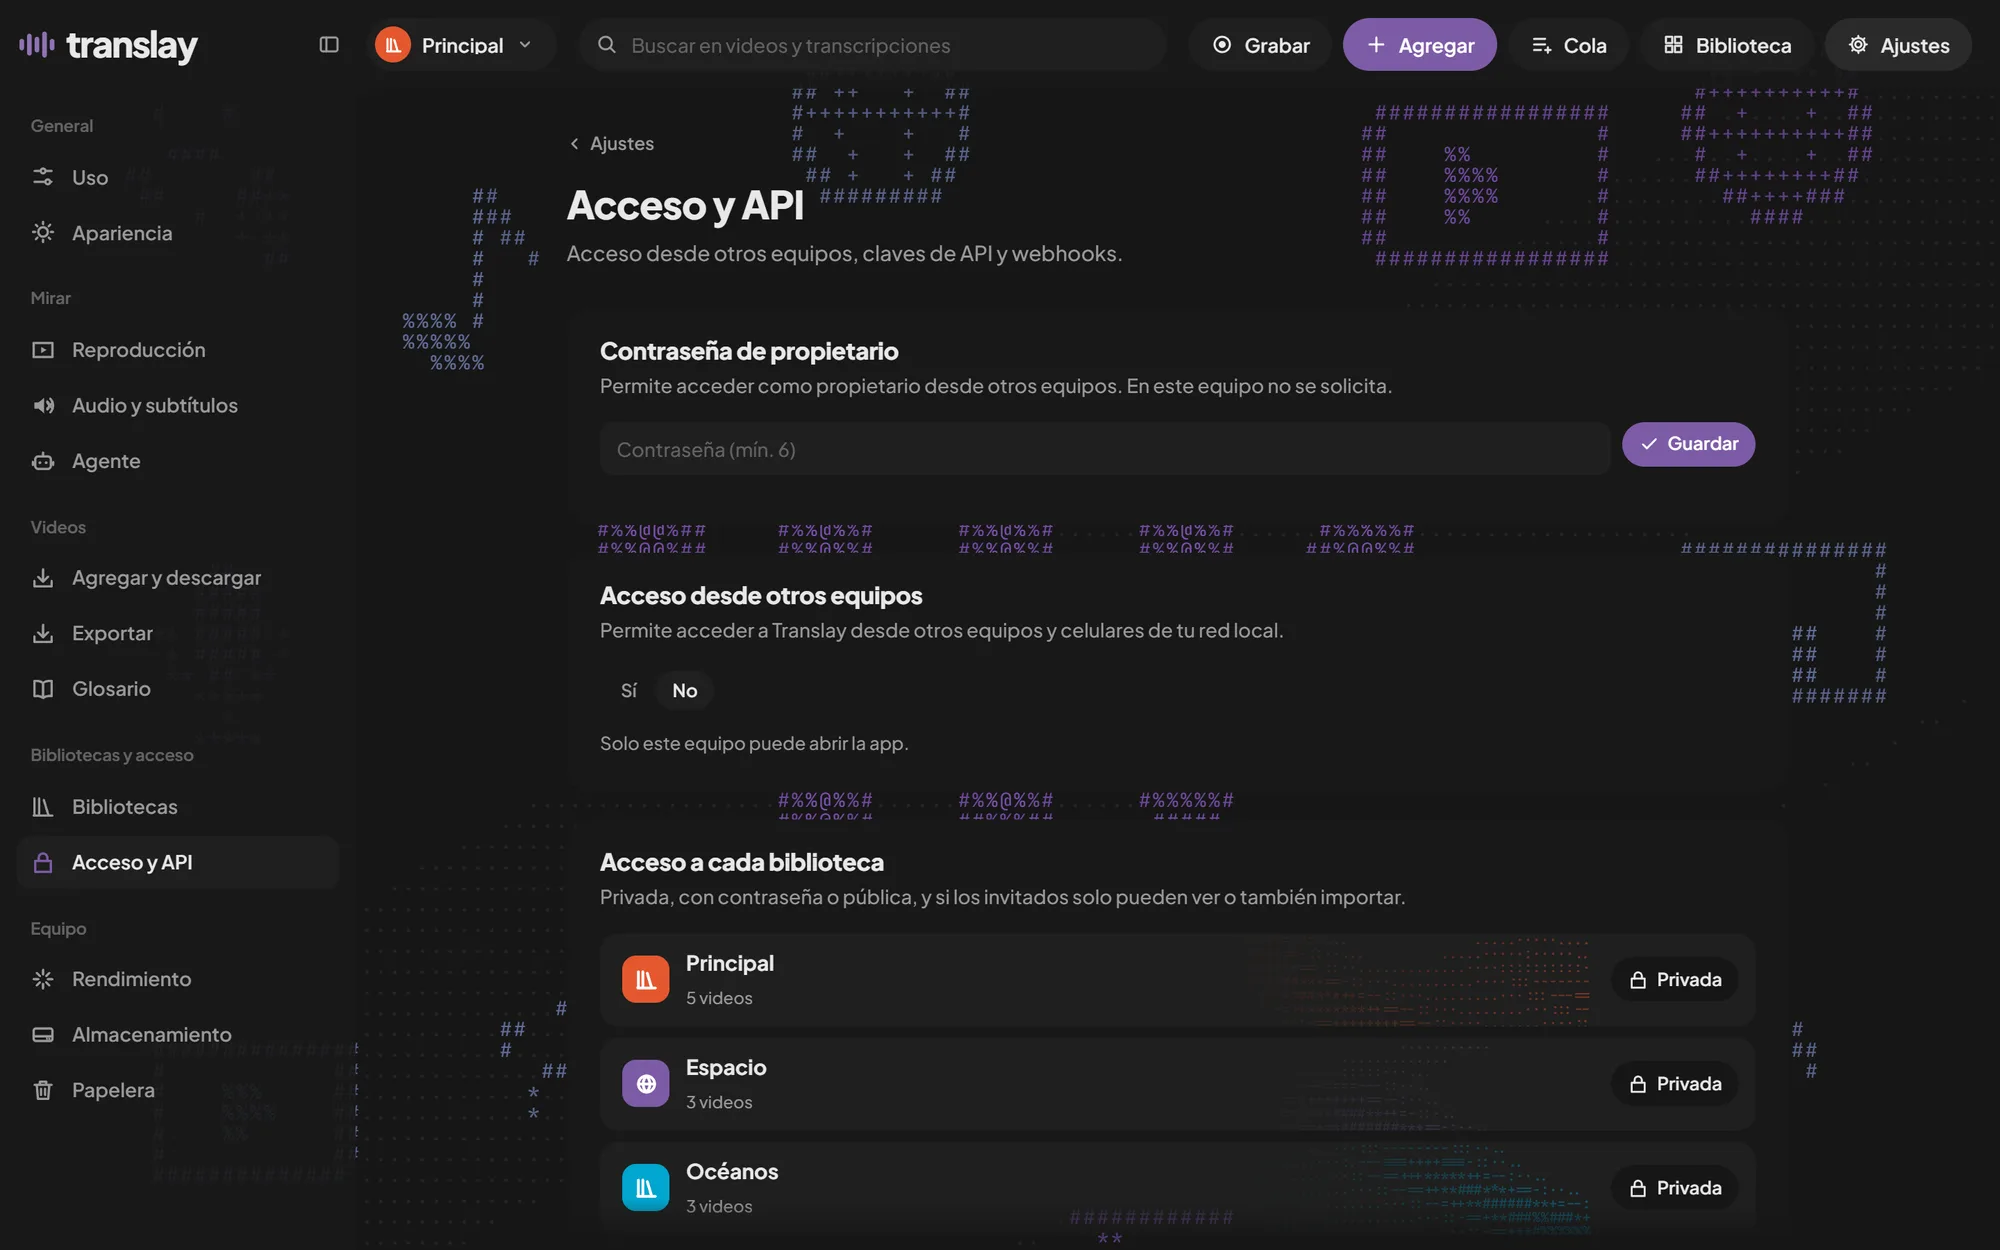 translay
Principal
Buscar en videos y transcripciones
Grabar
Agregar
Cola
Biblioteca
Ajustes
General
Uso
Apariencia
Mirar
Reproducción
Audio y subtítulos
Agente
Videos
Agregar y descargar
Exportar
Glosario
Bibliotecas y acceso
Bibliotecas
Acceso y API
Equipo
Rendimiento
Almacenamiento
Papelera
Ajustes
Acceso y API
Acceso desde otros equipos, claves de API y webhooks.
Contraseña de propietario
Permite acceder como propietario desde otros equipos. En este equipo no se solicita.
Contraseña (mín. 6)
Guardar
Acceso desde otros equipos
Permite acceder a Translay desde otros equipos y celulares de tu red local.
Sí
No
Solo este equipo puede abrir la app.
Acceso a cada biblioteca
Privada, con contraseña o pública, y si los invitados solo pueden ver o también importar.
Principal
5 videos
Privada
Espacio
3 videos
Privada
Océanos
3 videos
Privada